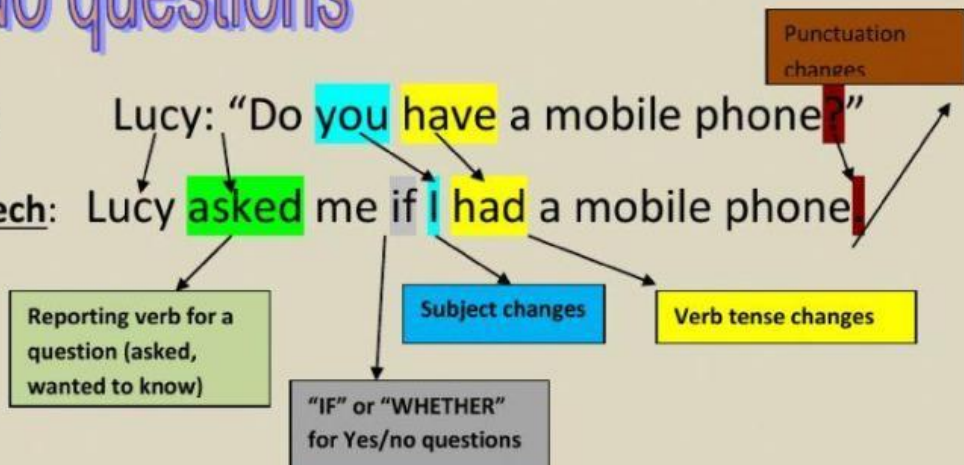 no questions
Punctuation
changes
Lucy: “Do you have a mobile phone?”
ech: Lucy asked me if I had a mobile phone.
Reporting verb for a
question (asked,
wanted to know)
Subject changes
Verb tense changes
“IF” or “WHETHER”
for Yes/no questions